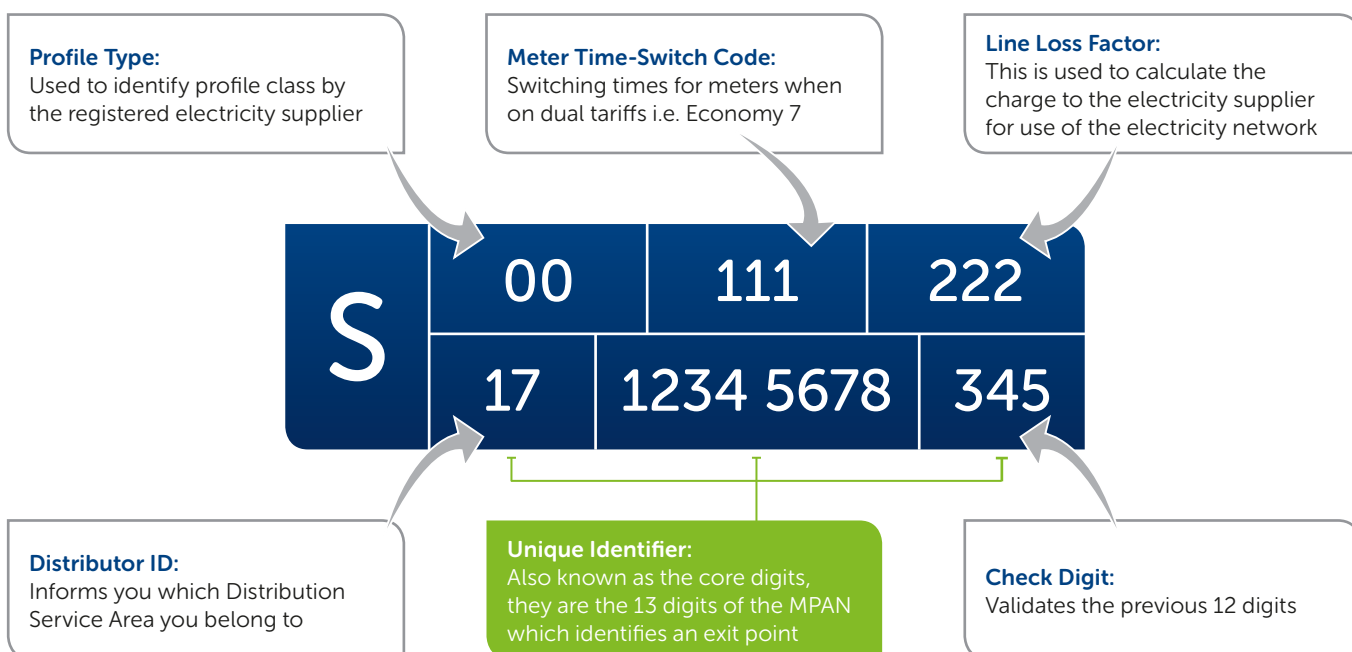 Profile Type:
Used to identify profile class by
the registered electricity supplier
Meter Time-Switch Code:
Switching times for meters when
on dual tariffs i.e. Economy 7
Line Loss Factor:
This is used to calculate the
charge to the electricity supplier
for use of the electricity network
S
00 111 222
17 1234 5678 345
Distributor ID:
Informs you which Distribution
Service Area you belong to
Unique Identifier:
Also known as the core digits,
they are the 13 digits of the MPAN
which identifies an exit point
Check Digit:
Validates the previous 12 digits